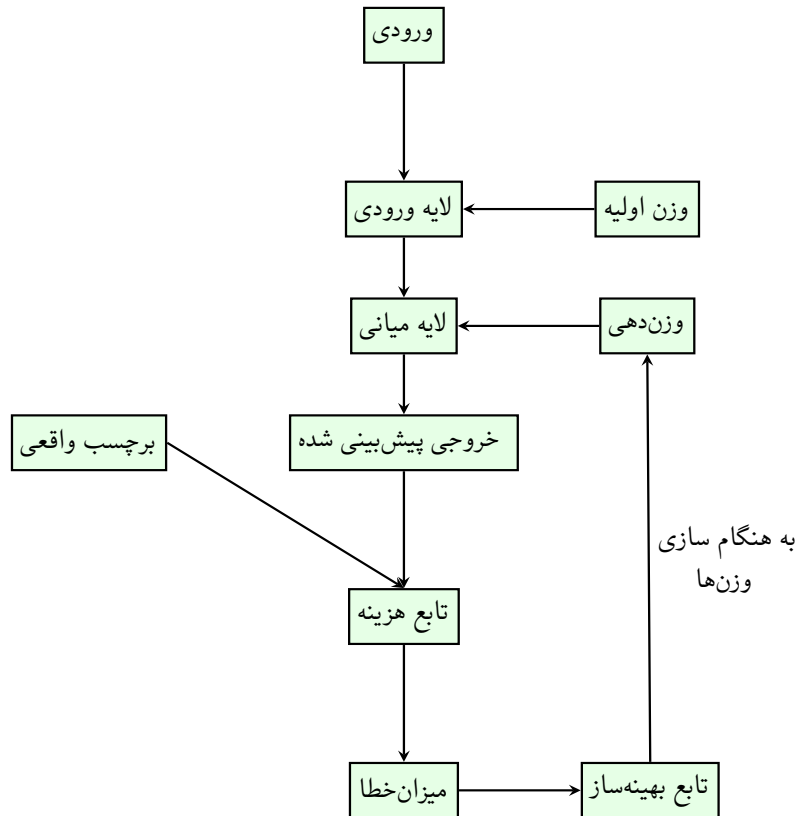 ورودی
لایه ورودی
وزن اولیه
لایه میانی
وزن‌دهی
خروجی پیش‌بینی شده
برچسب واقعی
به هنگام سازی
وزن‌ها
تابع هزینه
میزان‌خطا
تابع بهینه‌ساز